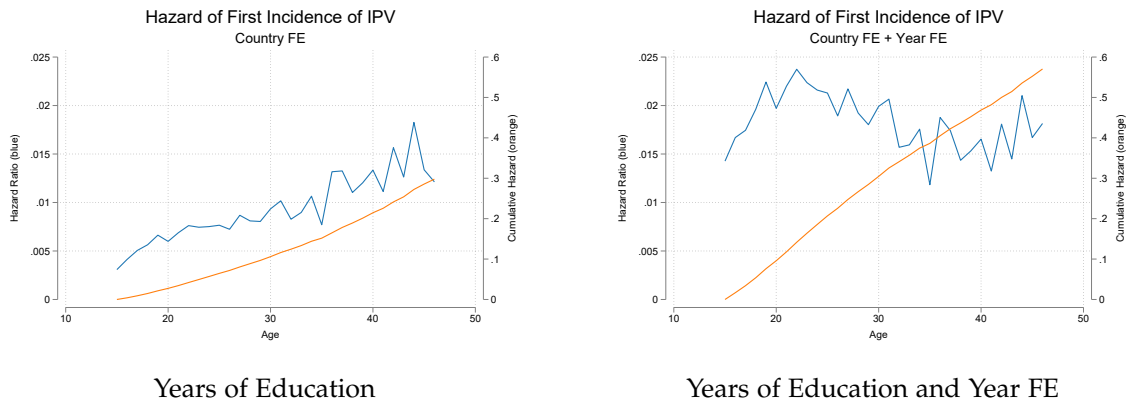 Hazard of First Incidence of IPV
Country FE
.025
.02
.015
.01
.005
0
Hazard Ratio (blue)
.6
.5
.4
.3
.2
.1
0
Cumulative Hazard (orange)
10 20 30 40 50
Age
Years of Education
Hazard of First Incidence of IPV
Country FE + Year FE
.025
.02
.015
.01
.005
0
Hazard Ratio (blue)
.6
.5
.4
.3
.2
.1
0
Cumulative Hazard (orange)
10 20 30 40 50
Age
Years of Education and Year FE